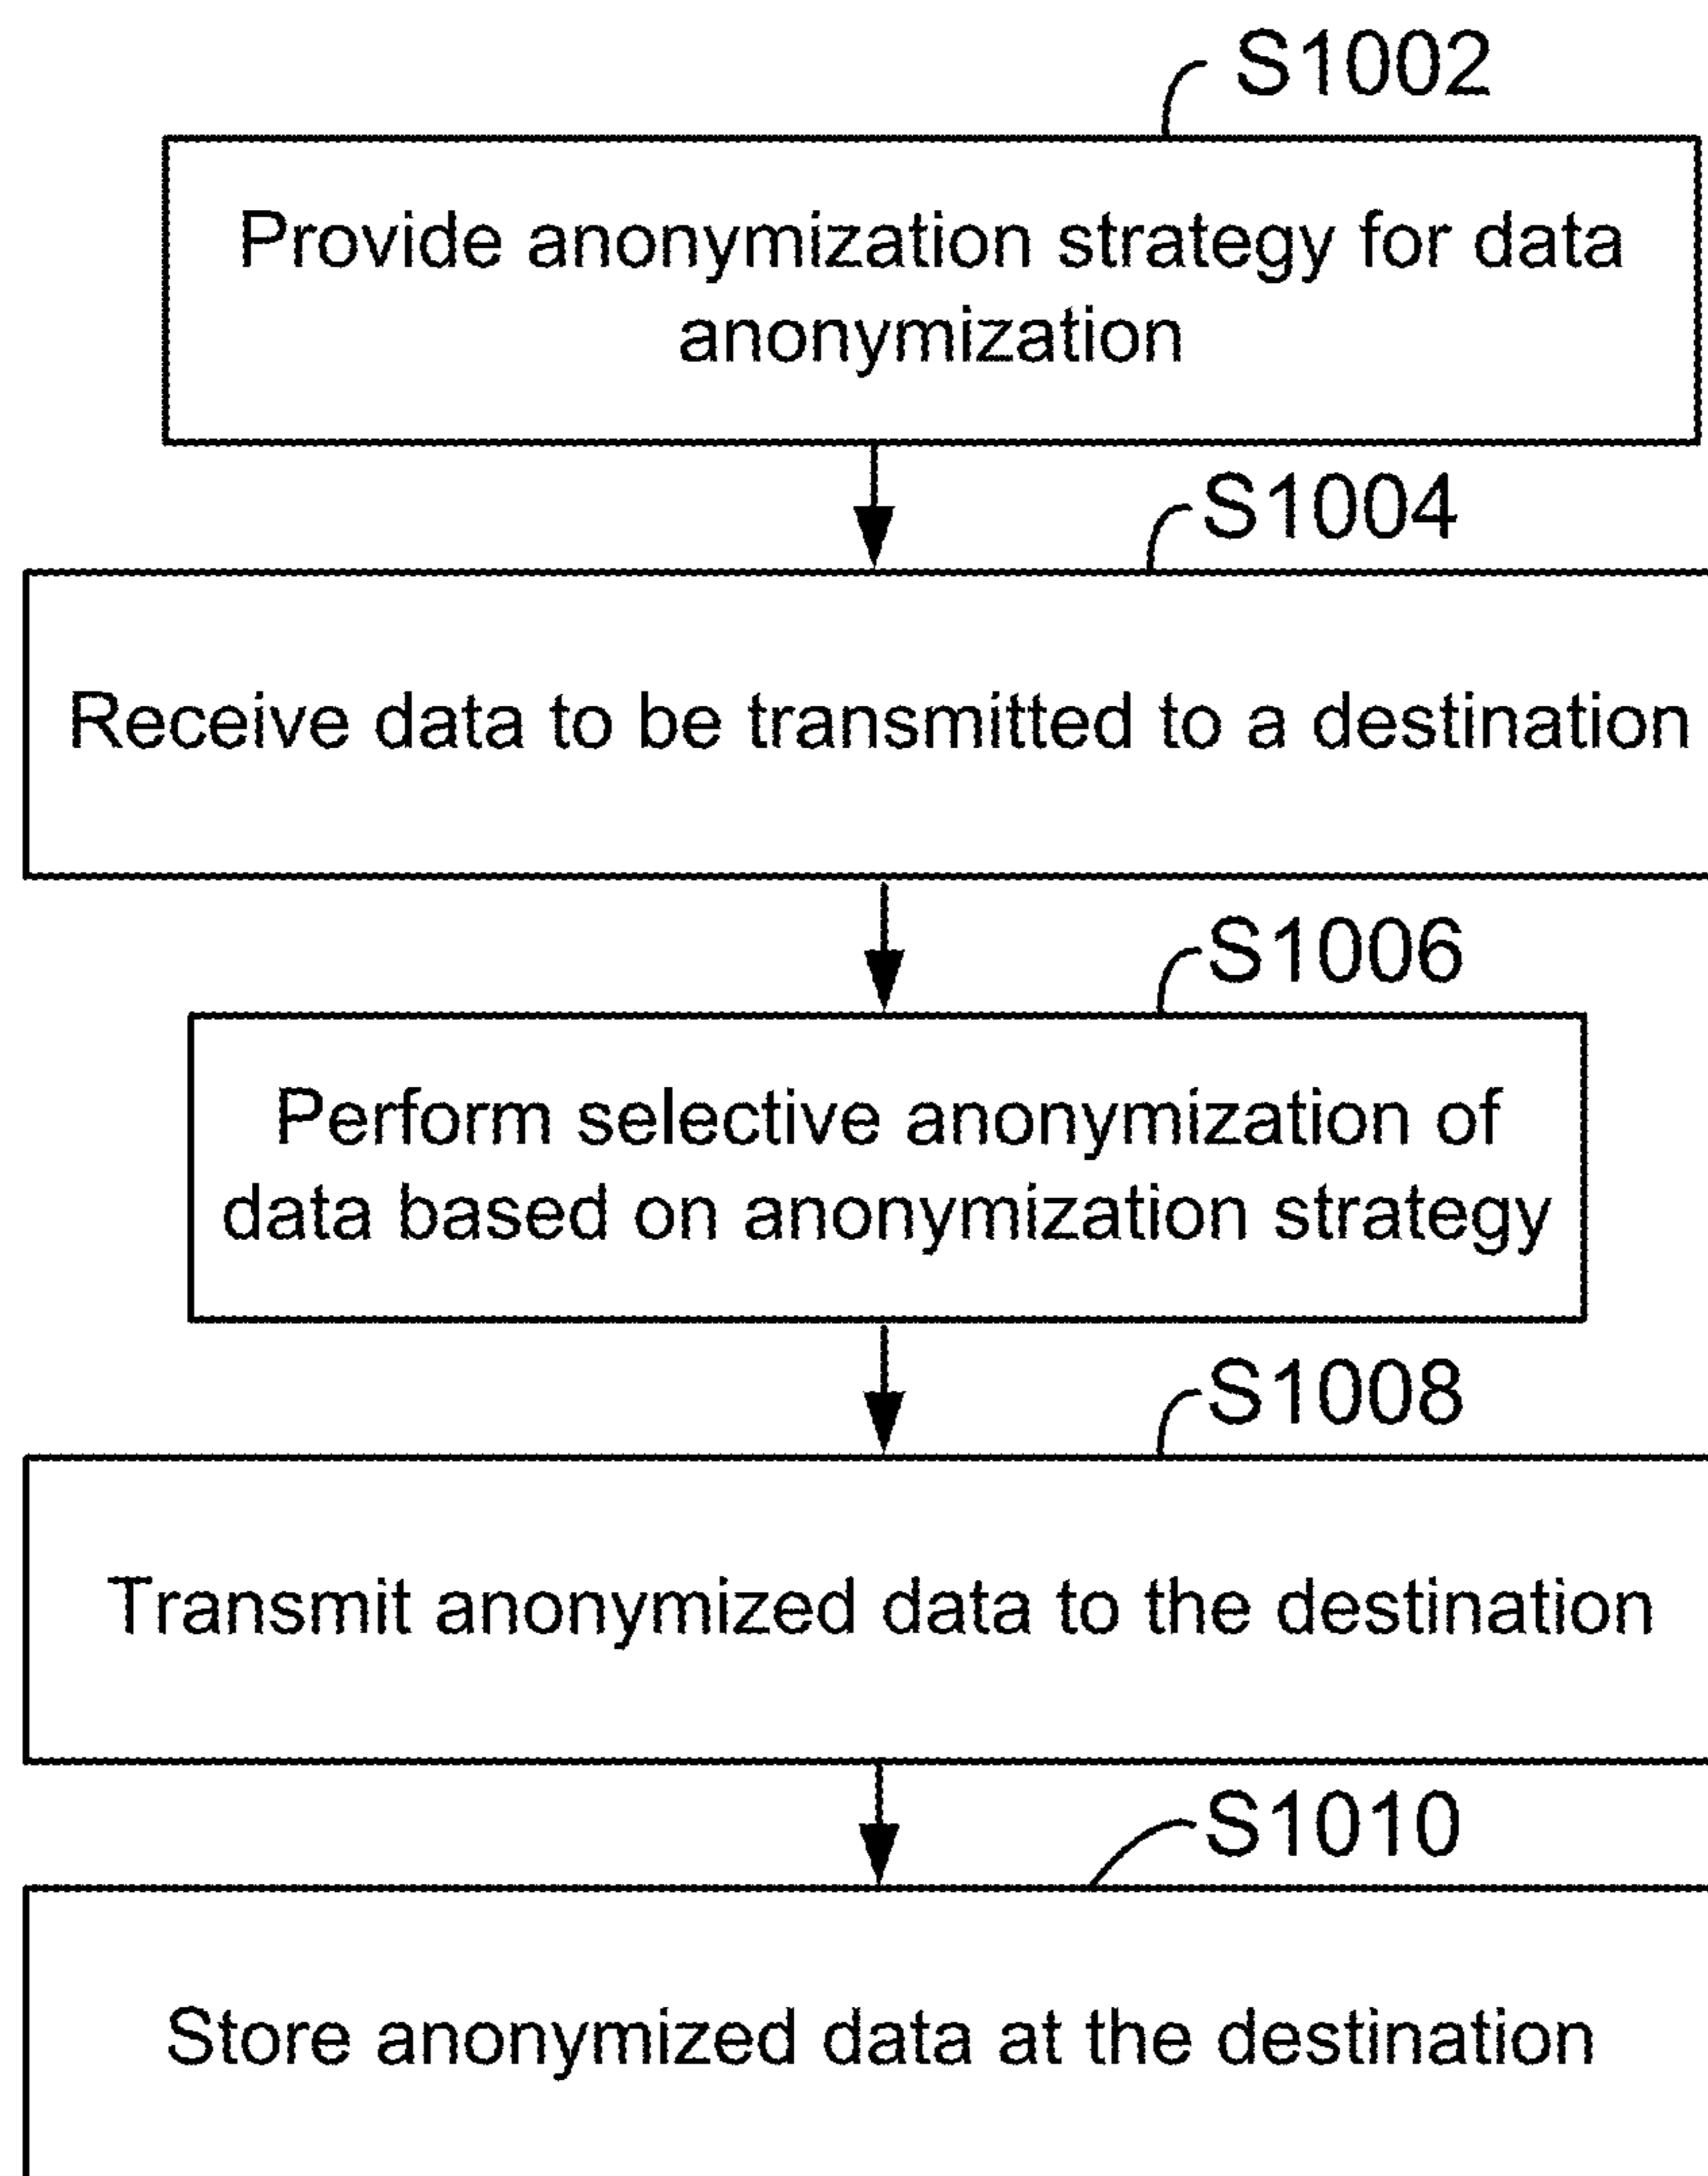 S1002
Provide anonymization strategy for data
anonymization
S1004
Receive data to be transmitted to a destination
S1006
Perform selective anonymization of
data based on anonymization strategy
S1008
Transmit anonymized data to the destination
S1010
Store anonymized data at the destination